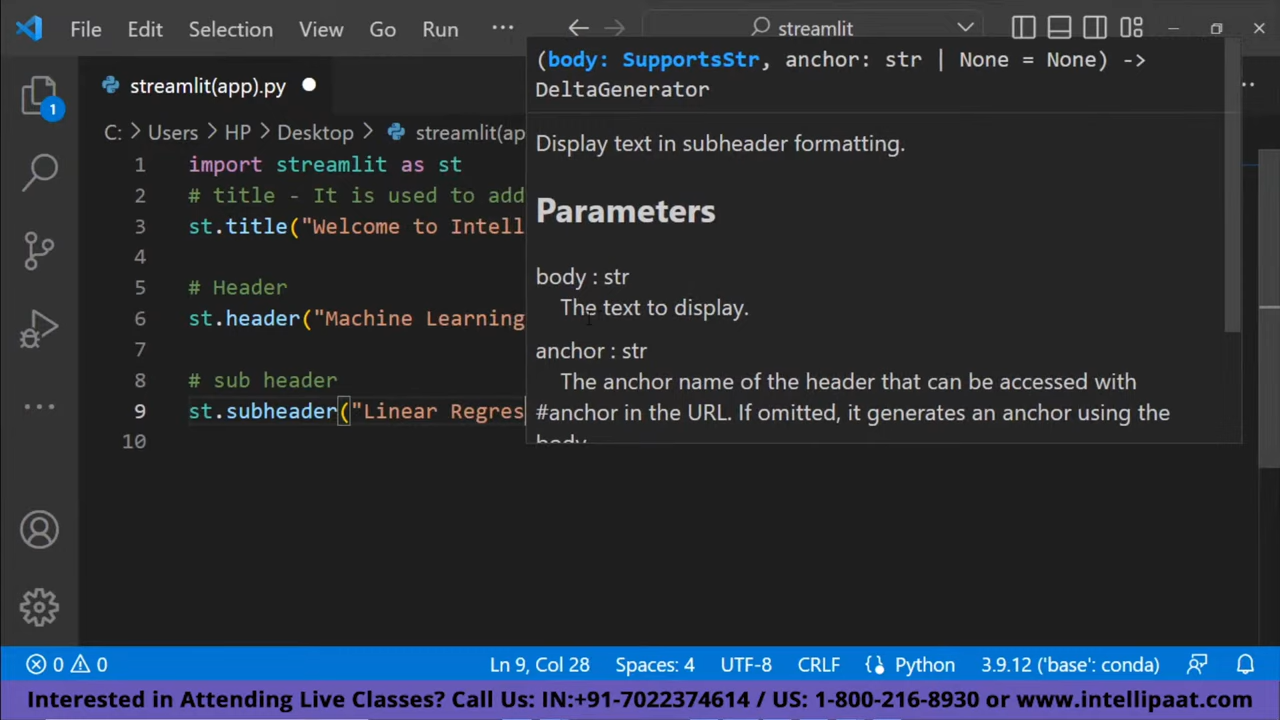 File Edit Selection View Go Run ··· streamlit
streamlit(app).py
C: > Users > HP > Desktop > streamlit(ap
1 import streamlit as st
2 # title - It is used to add
3 st.title("Welcome to Intell
4
5 # Header
6 st.header("Machine Learning
7
8 # sub header
9 st.subheader("Linear Regres
10
(body: SupportsStr, anchor: str | None = None) ->
DeltaGenerator
Display text in subheader formatting.
Parameters
body : str
The text to display.
anchor : str
The anchor name of the header that can be accessed with
#anchor in the URL. If omitted, it generates an anchor using the
body.
1
0 0 Ln 9, Col 28 Spaces: 4 UTF-8 CRLF {} Python 3.9.12 ('base': conda)
Interested in Attending Live Classes? Call Us: IN:+91-7022374614 / US: 1-800-216-8930 or www.intellipaat.com